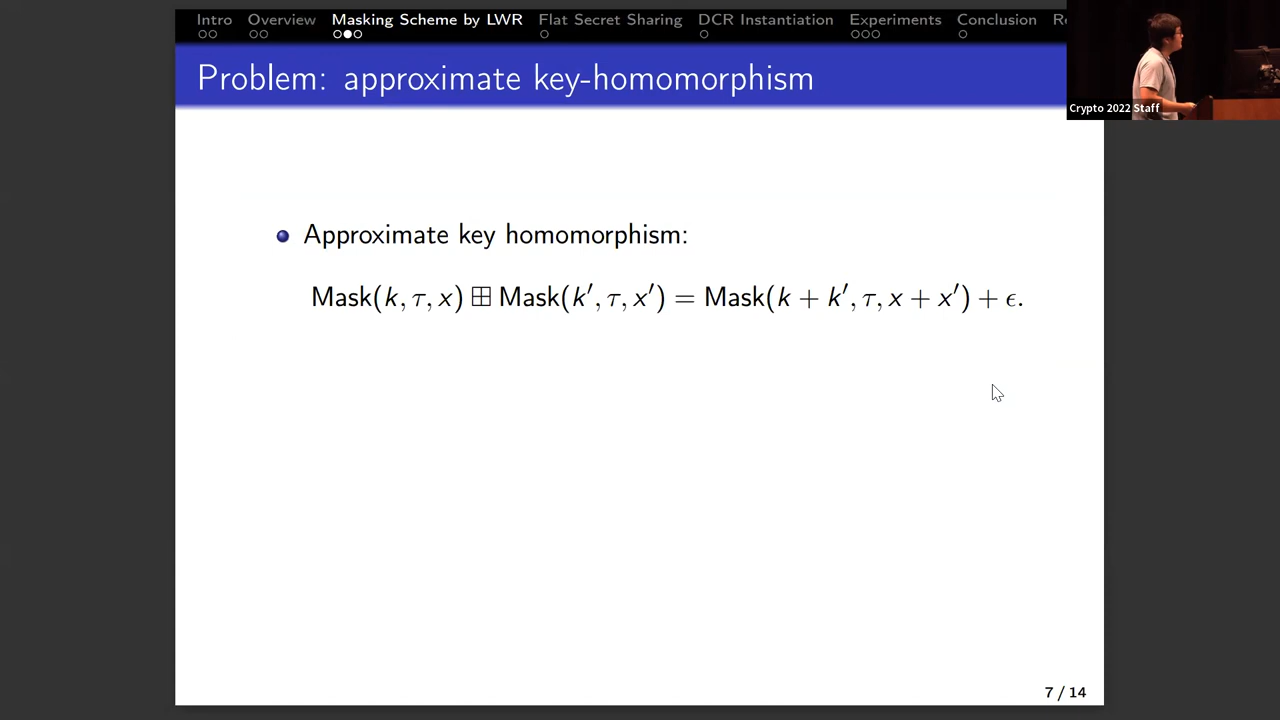 Intro Overview Masking Scheme by LWR Flat Secret Sharing DCR Instantiation Experiments Conclusion
Problem: approximate key-homomorphism
Crypto 2022 Staff
Approximate key homomorphism:
Mask(k, τ, x) ⊞ Mask(k′, τ, x′) = Mask(k + k′, τ, x + x′) + ϵ.
7 / 14